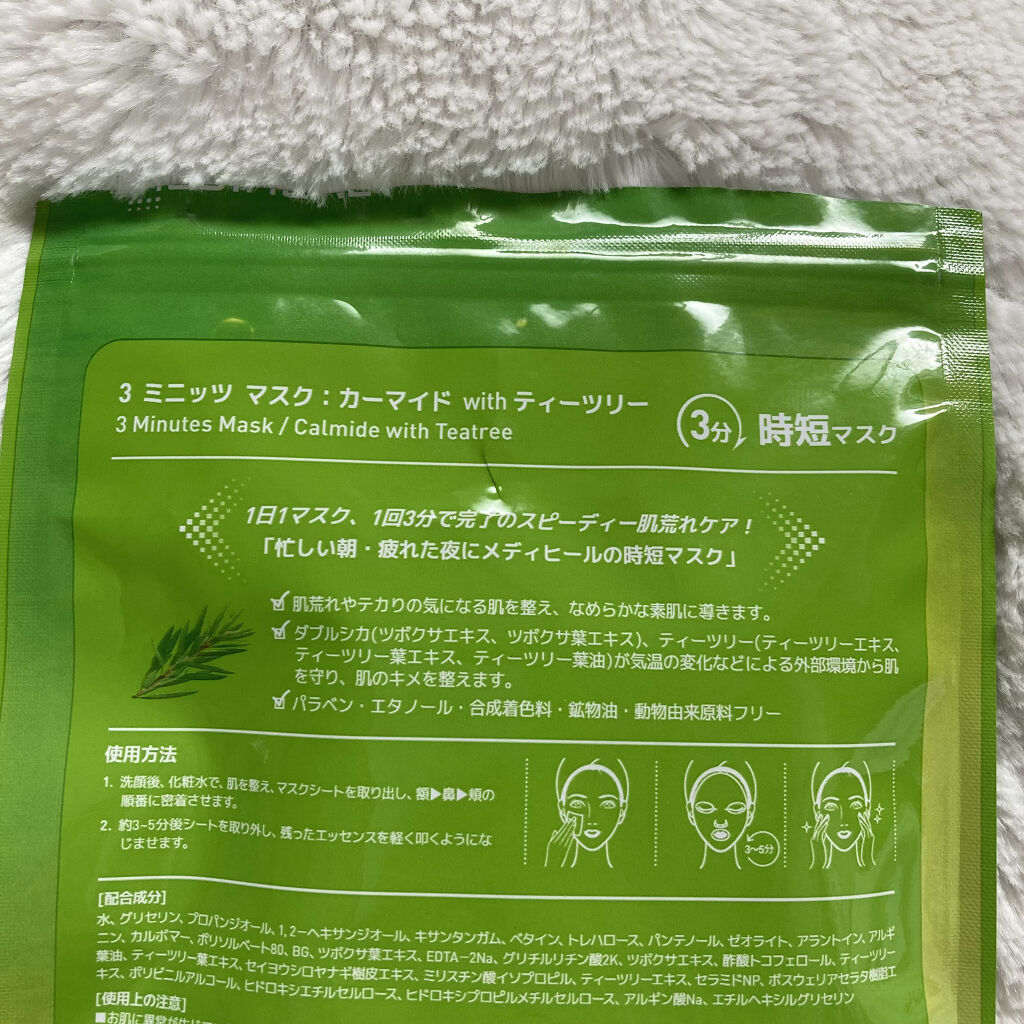 3 ミニッツ マスク：カーマイド with ティーツリー
3 Minutes Mask / Calmide with Teatree
3分 時短マスク
1日1マスク、1回3分で完了のスピーディー肌荒れケア！
「忙しい朝・疲れた夜にメディヒールの時短マスク」
肌荒れやテカりの気になる肌を整え、なめらかな素肌に導きます。
ダブルシカ(ツボクサエキス、ツボクサ葉エキス)、ティーツリー(ティーツリーエキス、
ティーツリー葉エキス、ティーツリー葉油)が気温の変化などによる外部環境から肌
を守り、肌のキメを整えます。
パラベン・エタノール・合成着色料・鉱物油・動物由来原料フリー
使用方法
1. 洗顔後、化粧水で、肌を整え、マスクシートを取り出し、額▶鼻▶頬の
順番に密着させます。
2. 約3~5分後シートを取り外し、残ったエッセンスを軽く叩くようにな
じませます。
3~5分
[配合成分]
水、グリセリン、プロパンジオール、1,2-ヘキサンジオール、キサンタンガム、ベタイン、トレハロース、パンテノール、ゼオライト、アラントイン、アルギ
ニン、カルボマー、ポリソルベート80、BG、ツボクサ葉エキス、EDTA-2Na、グリチルリチン酸2K、ツボクサエキス、酢酸トコフェロール、ティーツリー
葉油、ティーツリー葉エキス、セイヨウシロヤナギ樹皮エキス、ミリスチン酸イソプロピル、ティーツリーエキス、セラミドNP、ボスウェリアセラタ樹脂エ
キス、ポリビニルアルコール、ヒドロキシエチルセルロース、ヒドロキシプロピルメチルセルロース、アルギン酸Na、エチルヘキシルグリセリン
[使用上の注意]
■お肌に異常が生じて